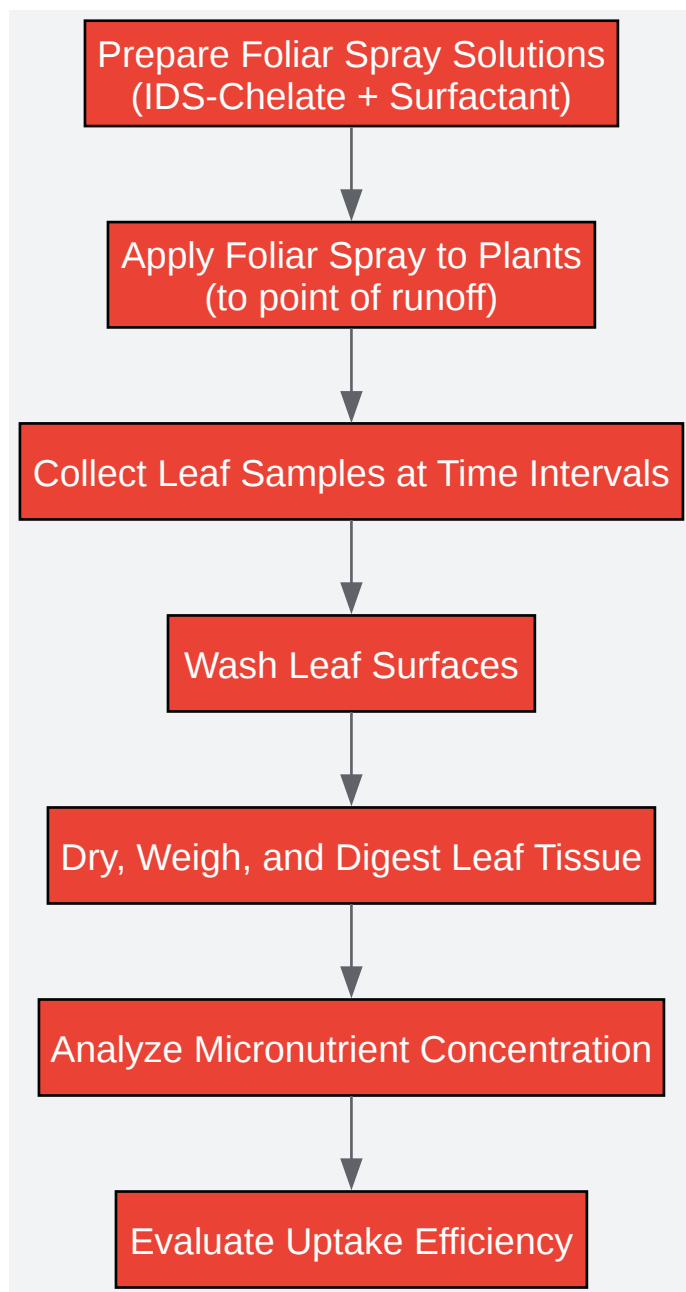 Prepare Foliar Spray Solutions
(IDS-Chelate + Surfactant)
Apply Foliar Spray to Plants
(to point of runoff)
Collect Leaf Samples at Time Intervals
Wash Leaf Surfaces
Dry, Weigh, and Digest Leaf Tissue
Analyze Micronutrient Concentration
Evaluate Uptake Efficiency